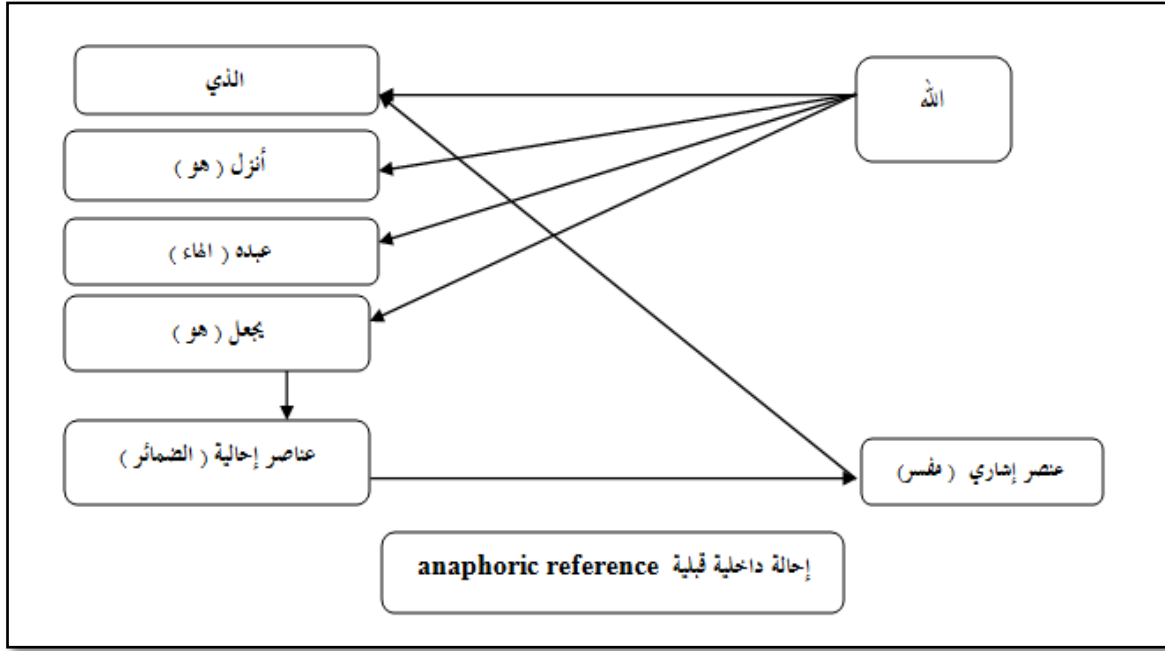 الله
الذي
أنزل ( هو )
عبده ( الهاء )
يجعل ( هو )
عناصر إحالية ( الضمائر )
عنصر إشاري ( مفسر)
إحالة داخلية قبلية anaphoric reference